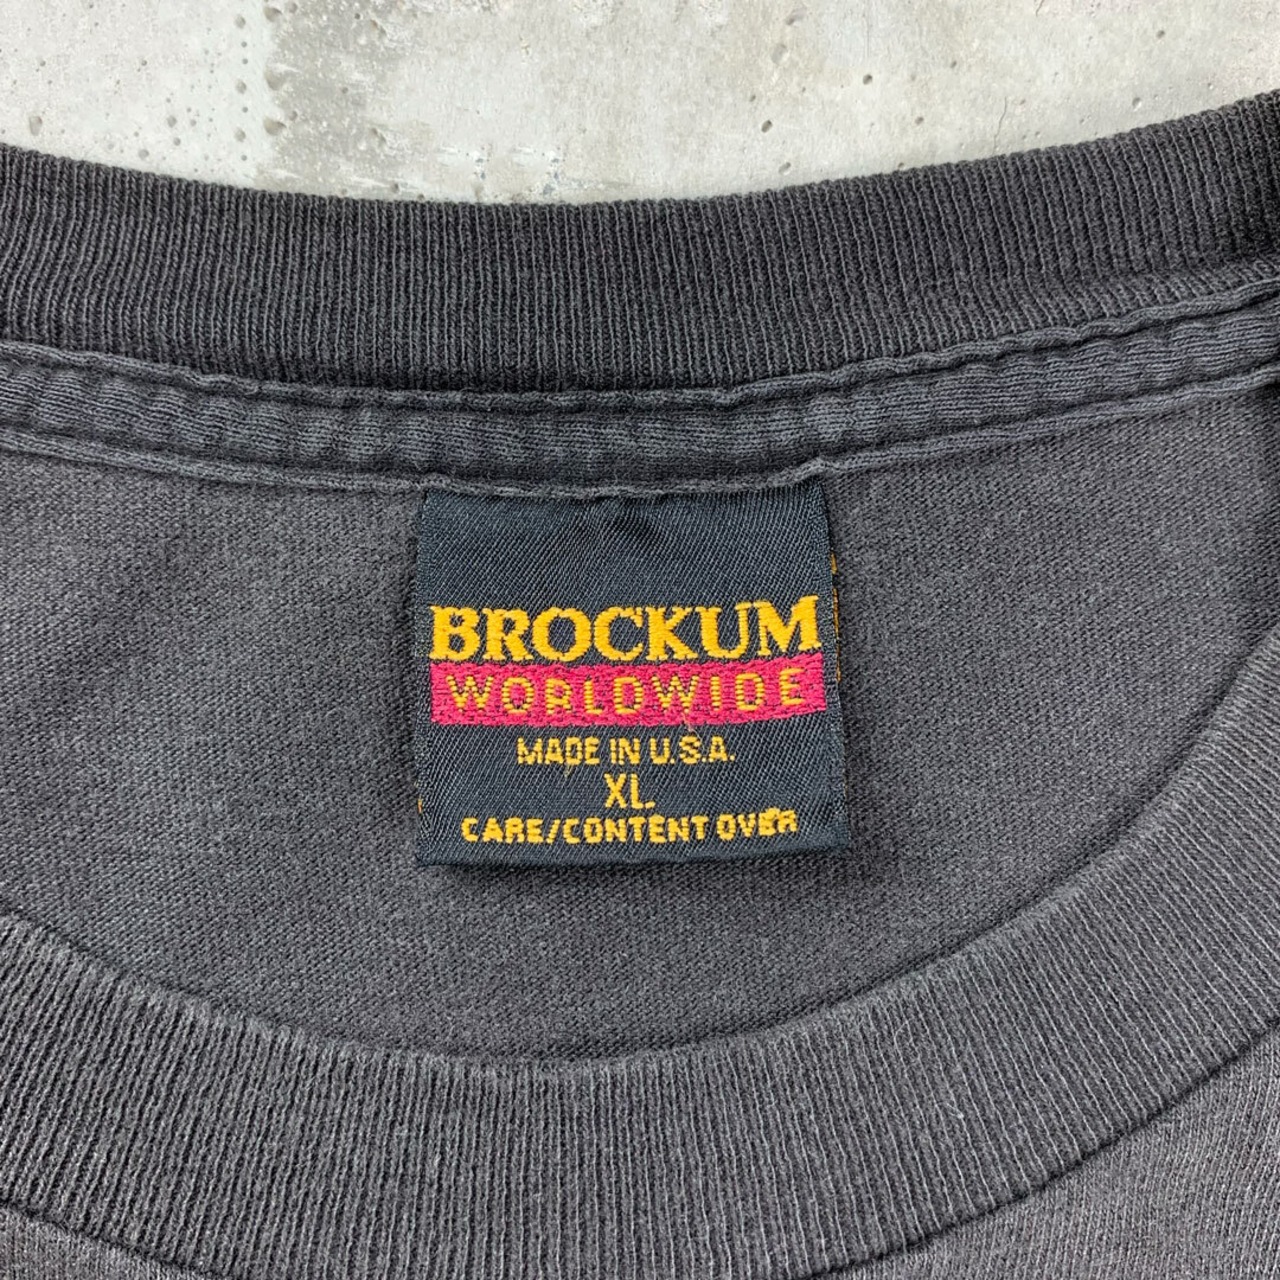 BROCKUM
WORLDWIDE
MADE IN U.S.A.
XL
CARE/CONTENT OVER